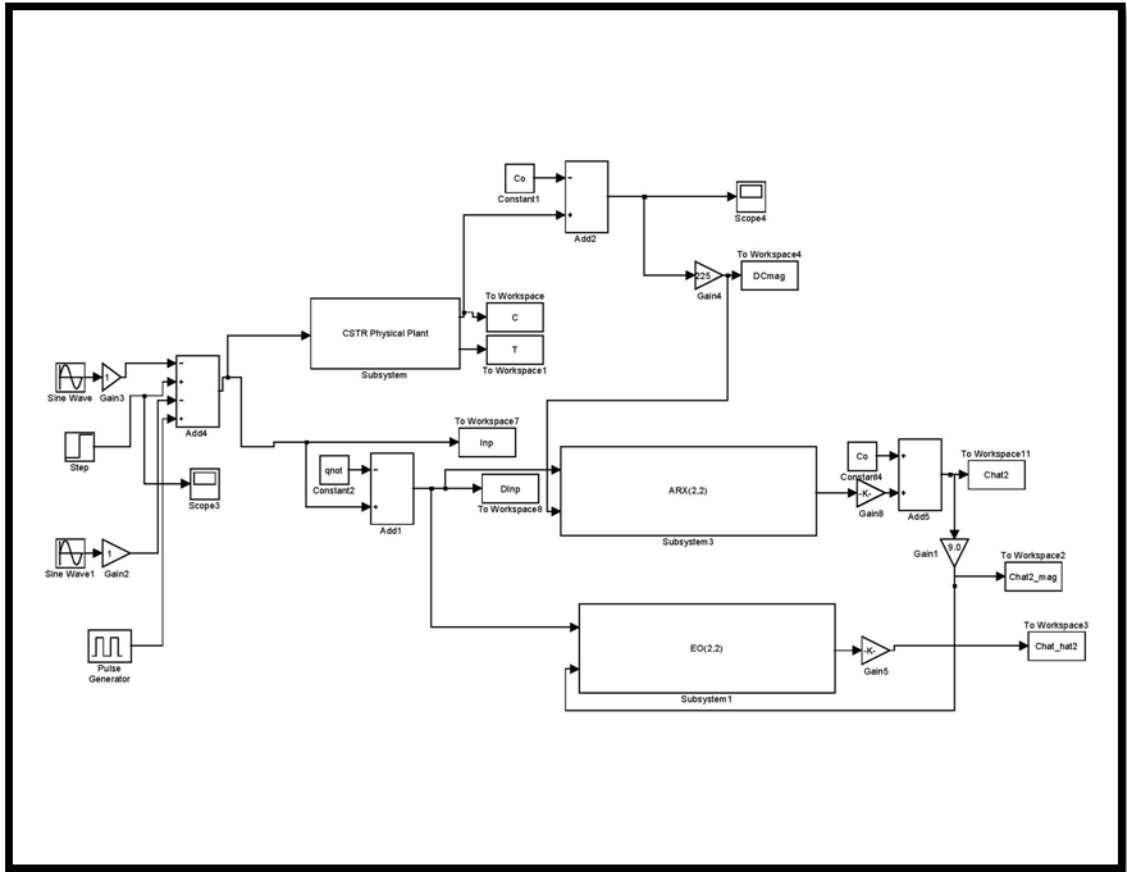 Co
Constant1
−
+
Add2
Scope4
To Workspace4
225
DCmag
Gain4
To Workspace
CSTR Physical Plant
C
T
Subsystem
To Workspace1
1
−
+
−
+
Sine Wave
Gain3
Add4
Step
Scope3
To Workspace7
Inp
qnot
Constant2
−
+
Add1
DInp
To Workspace8
ARX(2,2)
Subsystem3
Co
Constant4
-K-
Gain8
+
+
Add5
To Workspace11
Chat2
Gain1
9.0
1
Sine Wave1
Gain2
To Workspace2
Chat2_mag
Pulse
Generator
EO(2,2)
Subsystem1
-K-
Gain5
To Workspace3
Chat_hat2